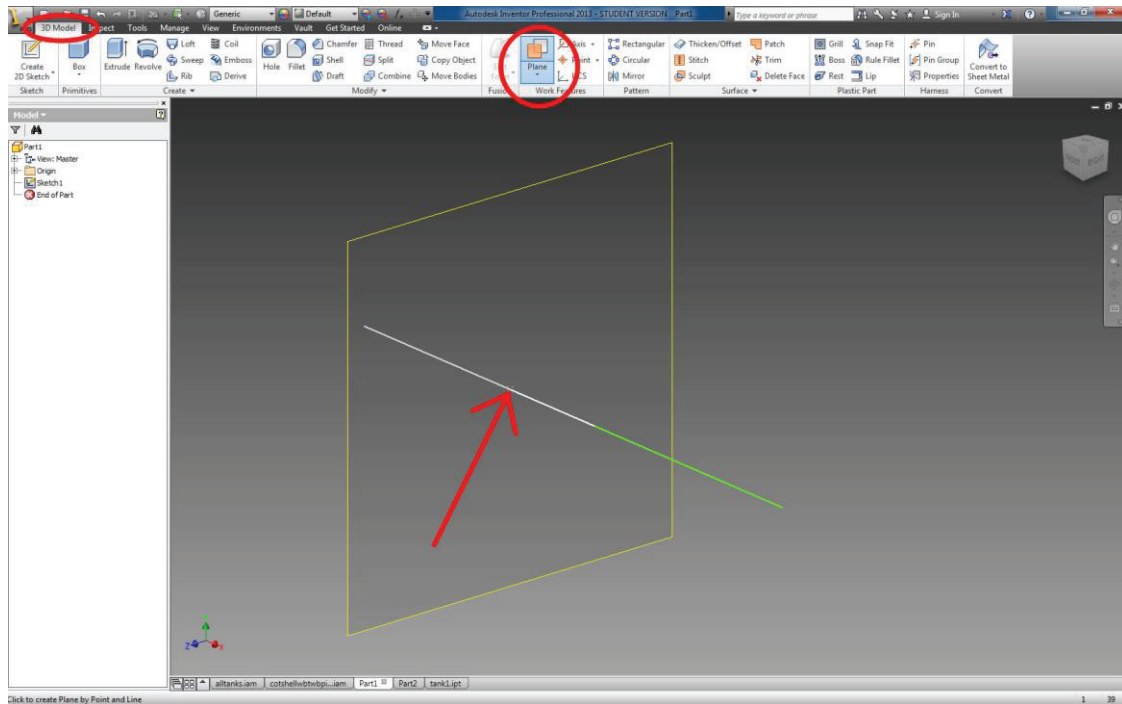 Generic Default Autodesk Inventor Professional 2013 - STUDENT VERSION Part1 Type a keyword or phrase Sign In
3D Model Tools Manage View Environments Vault Get Started Online
Loft Coil Chamfer Thread Move Face Axis Rectangular Thicken/Offset Patch Grill Snap Fit Pin
Create 2D Sketch Box Extrude Revolve Sweep Emboss Hole Fillet Shell Split Copy Object Plane Point Circular Stitch Trim Boss Rule Fillet Pin Group Convert to Sheet Metal
Rib Derive Draft Combine Move Bodies Mirror Sculpt Delete Face Rest Lip Properties
Sketch Primitives Create Modify Work Features Pattern Surface Plastic Part Harness Convert
Model
Part1
View: Master
Origin
Sketch1
End of Part
FRONT RIGHT
z x
alltanks.iam cotshellwbtwbpi...iam Part1 Part2 tank1.ipt
Click to create Plane by Point and Line 1 39